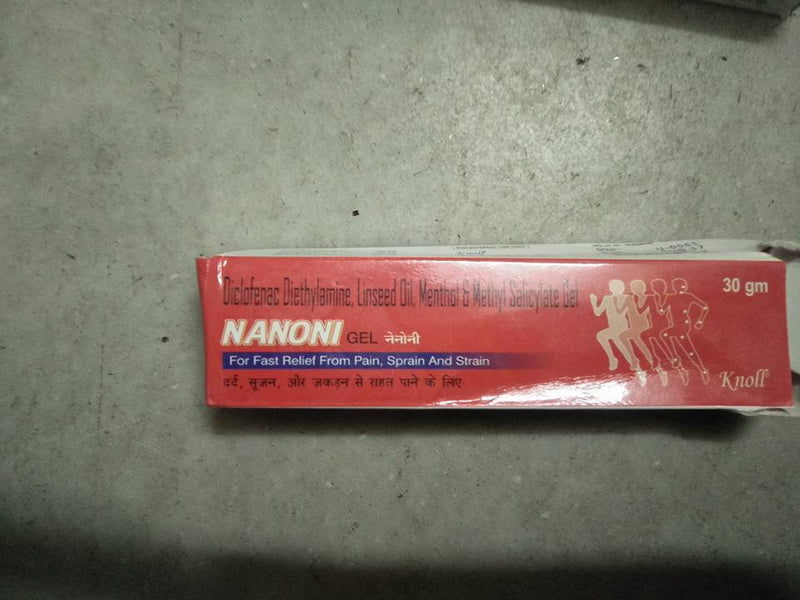 Diclofenac Diethylamine, Linseed Oil, Menthol & Methyl Salicylate Gel
30 gm
NANONI GEL नेनोनी
For Fast Relief From Pain, Sprain And Strain
दर्द, सूजन, और जकड़न से राहत पाने के लिए
Knoll